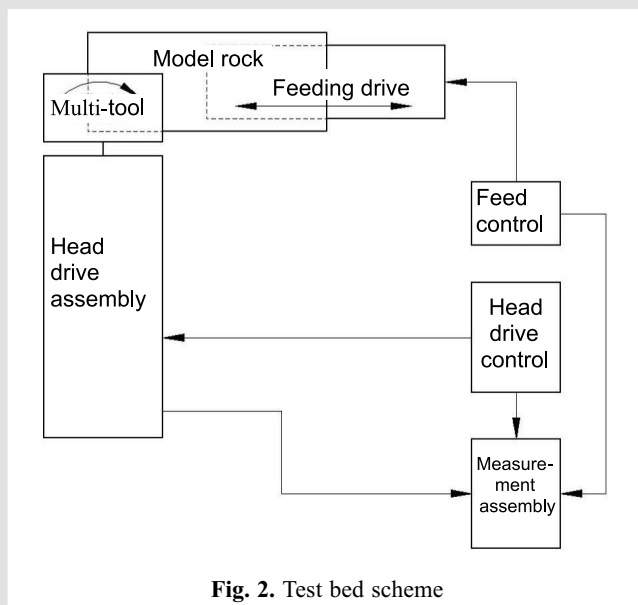 Model rock
Feeding drive
Multi-tool
Feed
control
Head
drive
assembly
Head
drive
control
Measure-
ment
assembly
Fig. 2. Test bed scheme